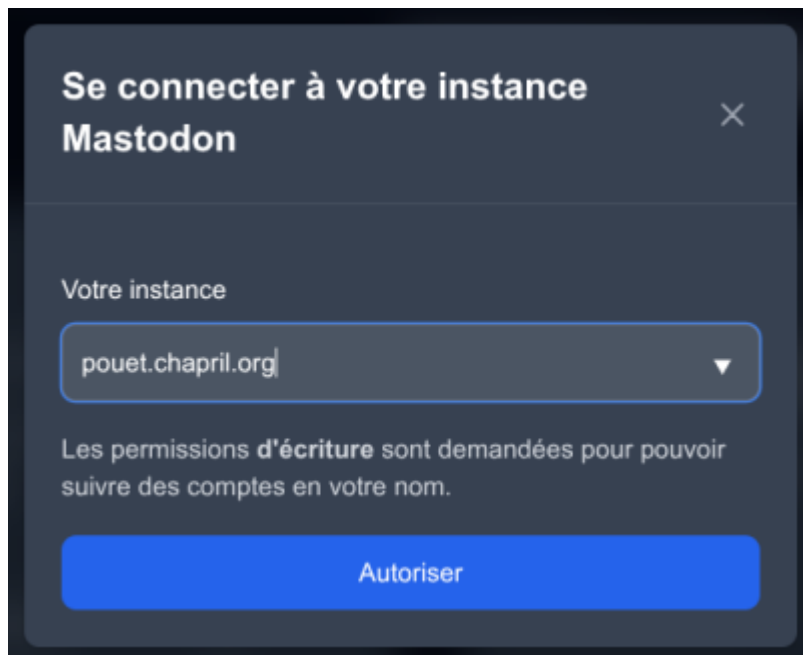 Se connecter à votre instance
Mastodon
Votre instance
pouet.chapril.org
Les permissions d'écriture sont demandées pour pouvoir
suivre des comptes en votre nom.
Autoriser